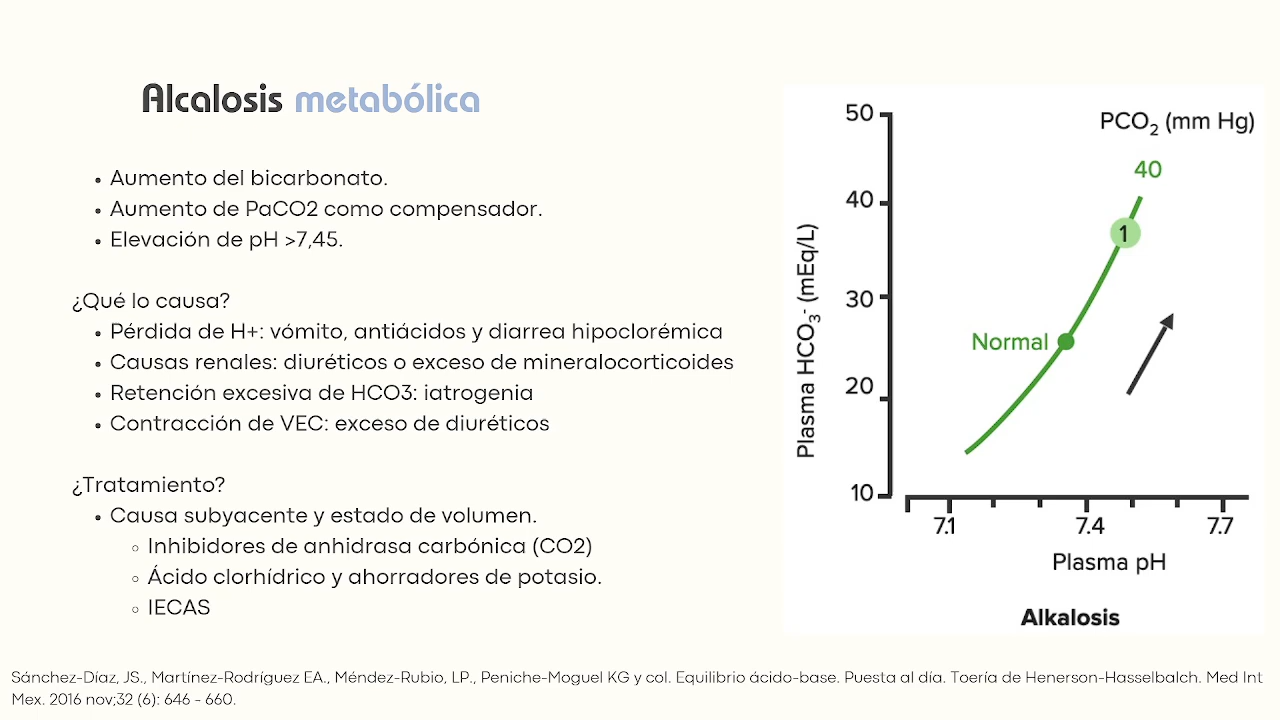 Alcalosis metabólica
Aumento del bicarbonato.
Aumento de PaCO2 como compensador.
Elevación de pH >7,45.
¿Qué lo causa?
Pérdida de H+: vómito, antiácidos y diarrea hipoclorémica
Causas renales: diuréticos o exceso de mineralocorticoides
Retención excesiva de HCO3: iatrogenia
Contracción de VEC: exceso de diuréticos
¿Tratamiento?
Causa subyacente y estado de volumen.
Inhibidores de anhidrasa carbónica (CO2)
Ácido clorhídrico y ahorradores de potasio.
IECAS
PCO₂ (mm Hg)
50
40
30
20
10
40
1
Normal
Plasma HCO₃⁻ (mEq/L)
7.1 7.4 7.7
Plasma pH
Alkalosis
Sánchez-Díaz, JS., Martínez-Rodríguez EA., Méndez-Rubio, LP., Peniche-Moguel KG y col. Equilibrio ácido-base. Puesta al día. Toería de Henerson-Hasselbalch. Med Int
Mex. 2016 nov;32 (6): 646 - 660.